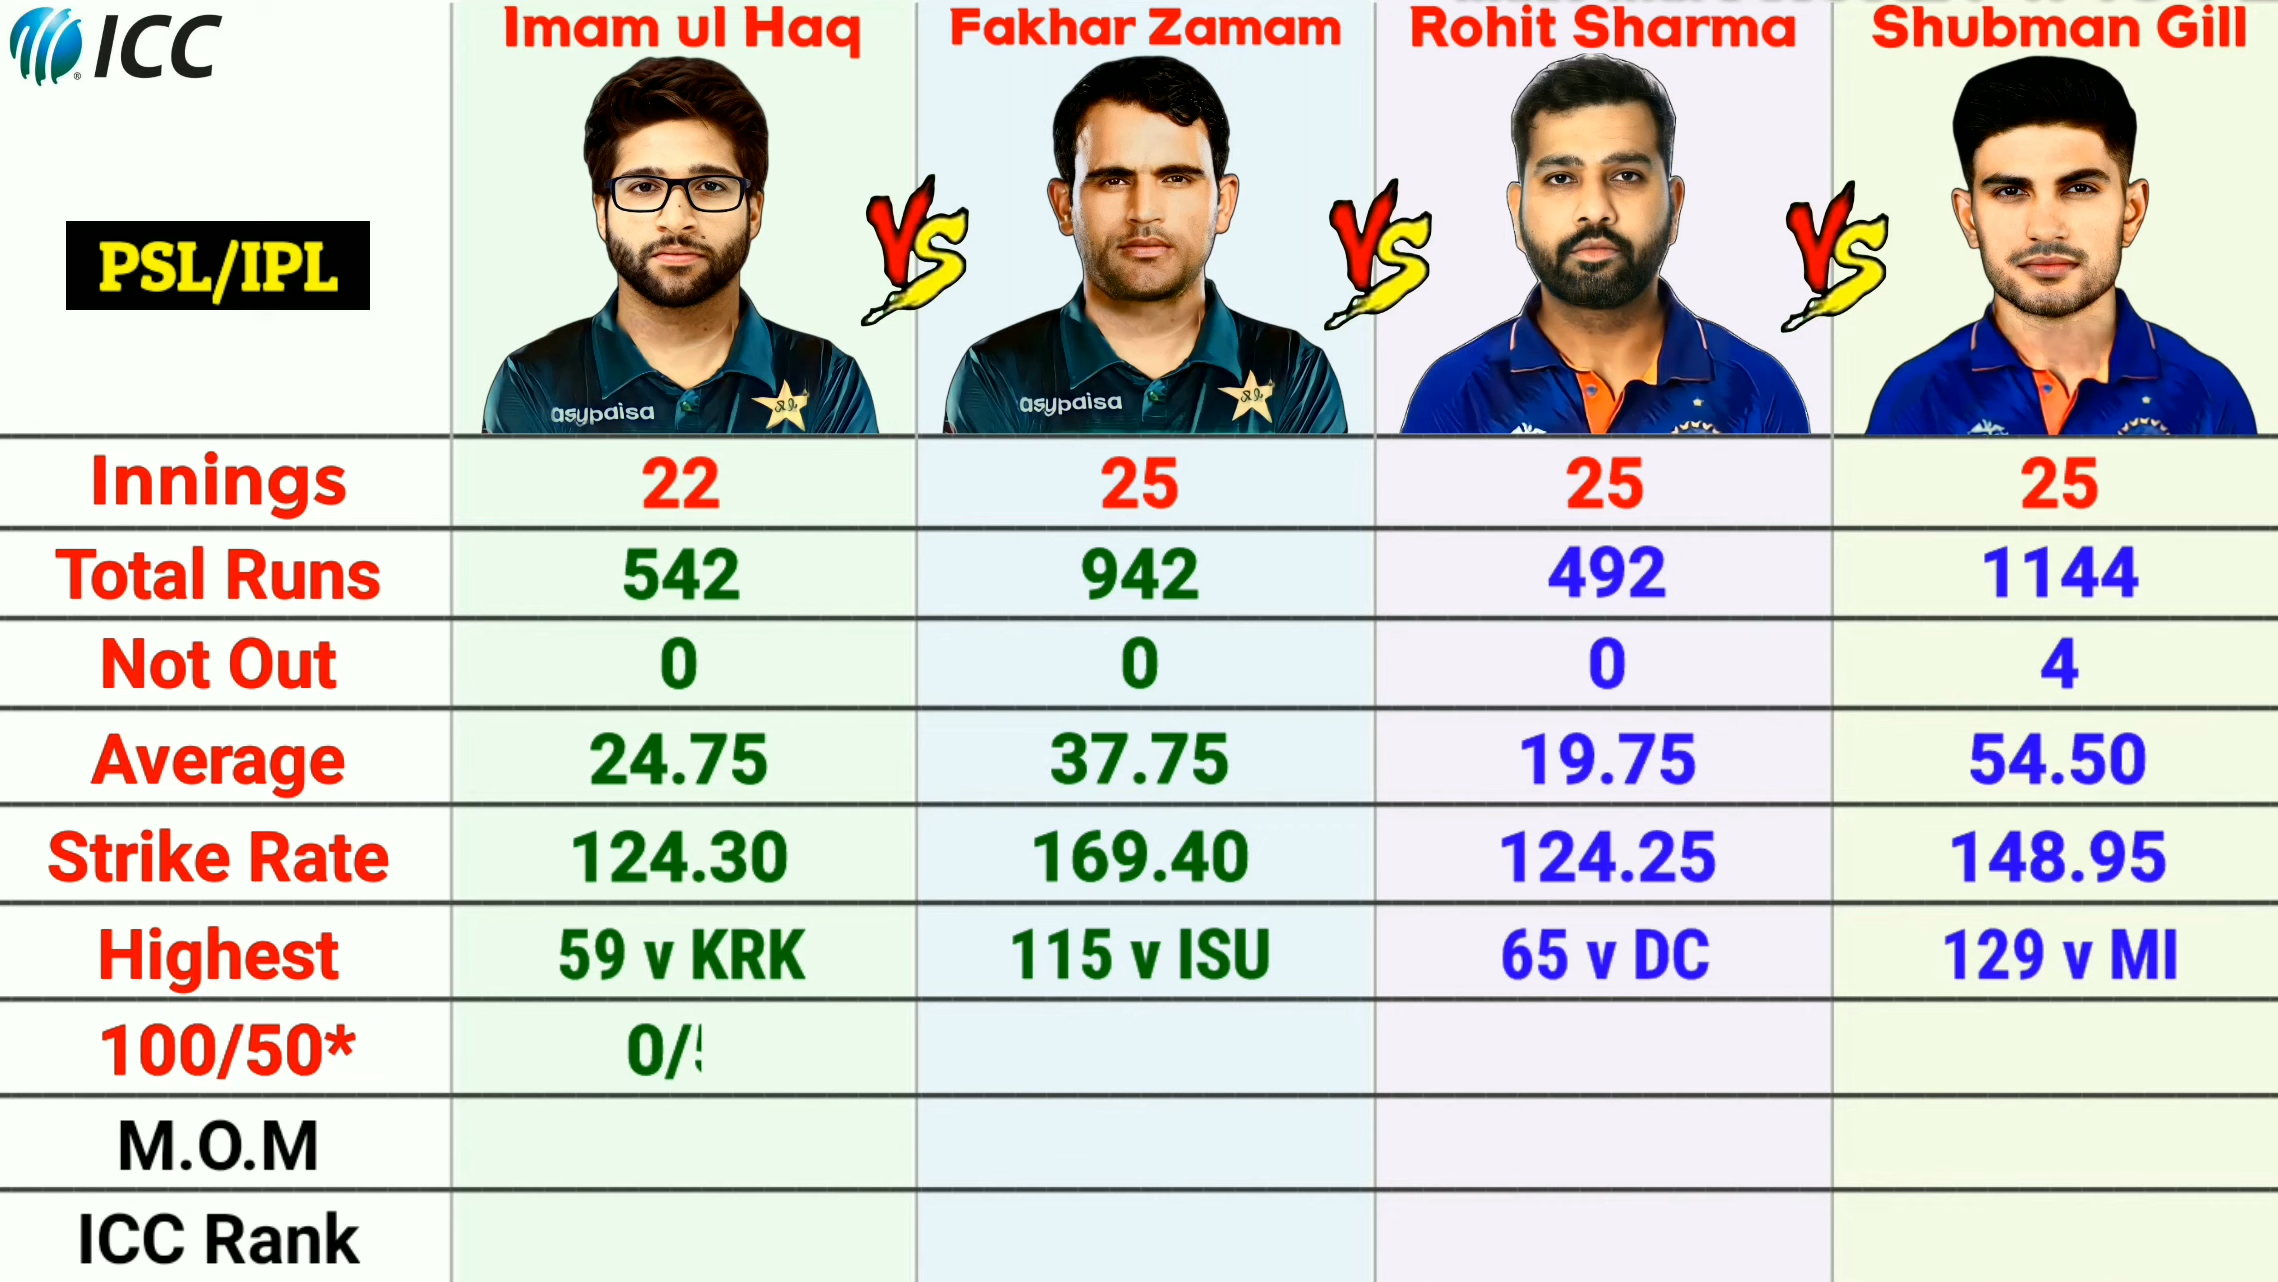 ICC
Imam ul Haq
Fakhar Zamam
Rohit Sharma
Shubman Gill
PSL/IPL
VS
VS
VS
asypaisa
asypaisa
Innings 22 25 25 25
Total Runs 542 942 492 1144
Not Out 0 0 0 4
Average 24.75 37.75 19.75 54.50
Strike Rate 124.30 169.40 124.25 148.95
Highest 59 v KRK 115 v ISU 65 v DC 129 v MI
100/50* 0/
M.O.M
ICC Rank